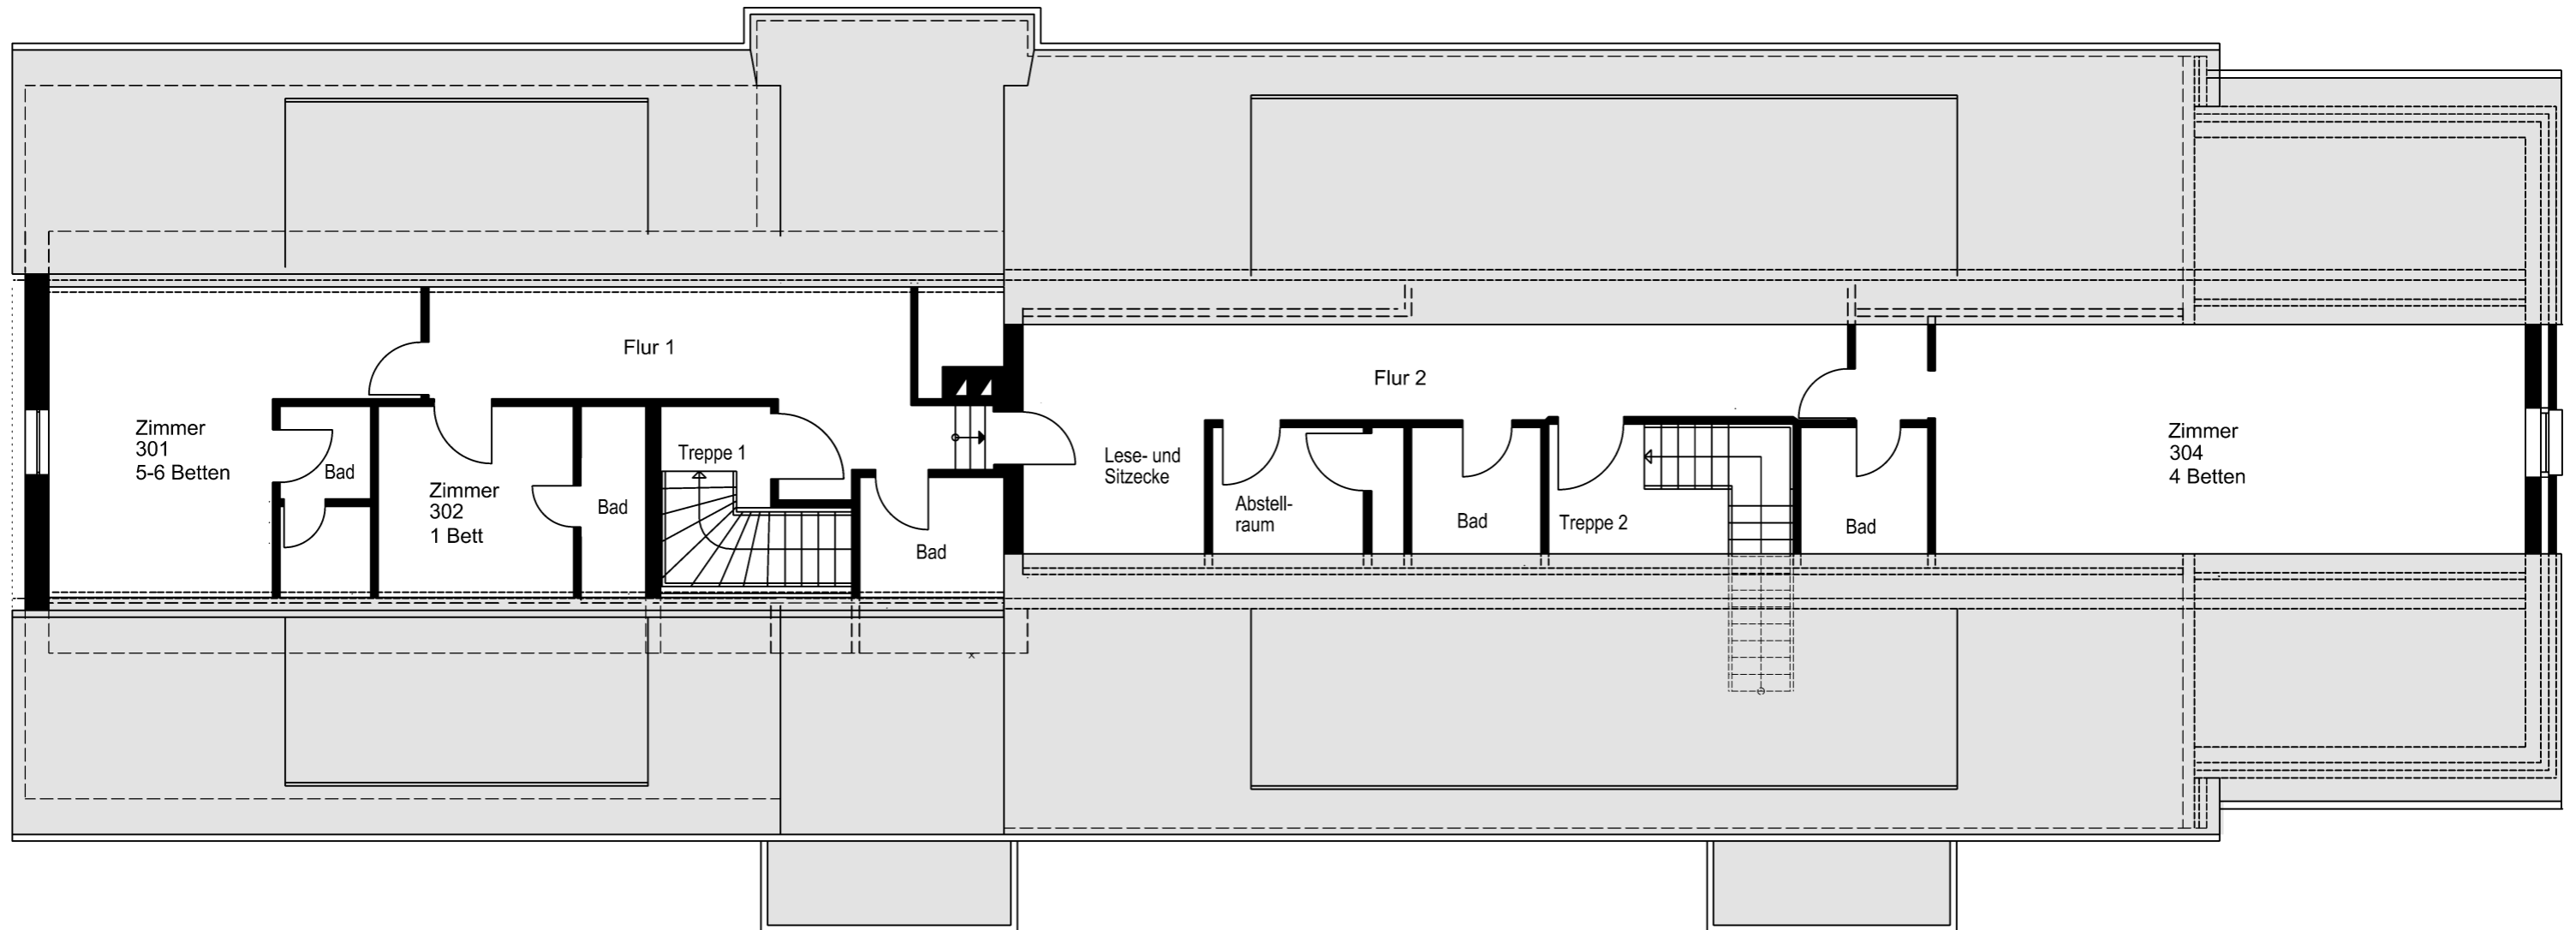 Zimmer
301
5-6 Betten
Bad
Zimmer
302
1 Bett
Bad
Flur 1
Treppe 1
Bad
Flur 2
Lese- und
Sitzecke
Abstell-
raum
Bad
Treppe 2
Bad
Zimmer
304
4 Betten